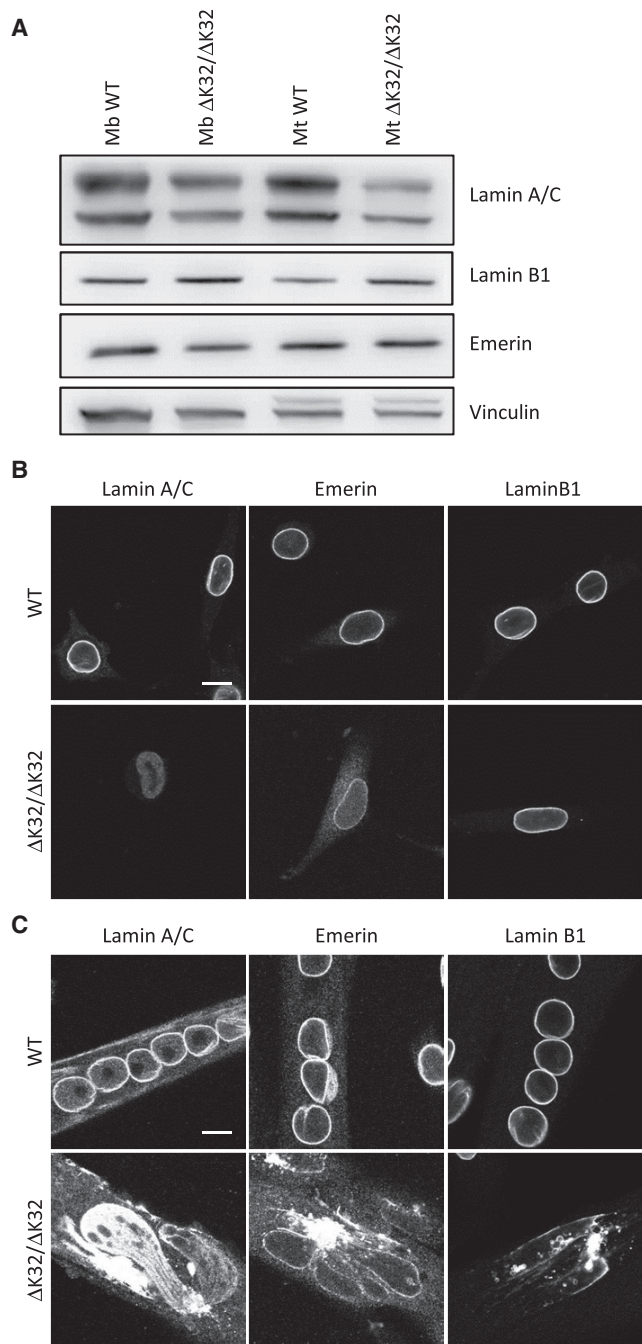 A
Mb WT
Mb ΔK32/ΔK32
Mt WT
Mt ΔK32/ΔK32
Lamin A/C
Lamin B1
Emerin
Vinculin
B
Lamin A/C
Emerin
LaminB1
WT
ΔK32/ΔK32
C
Lamin A/C
Emerin
Lamin B1
WT
ΔK32/ΔK32